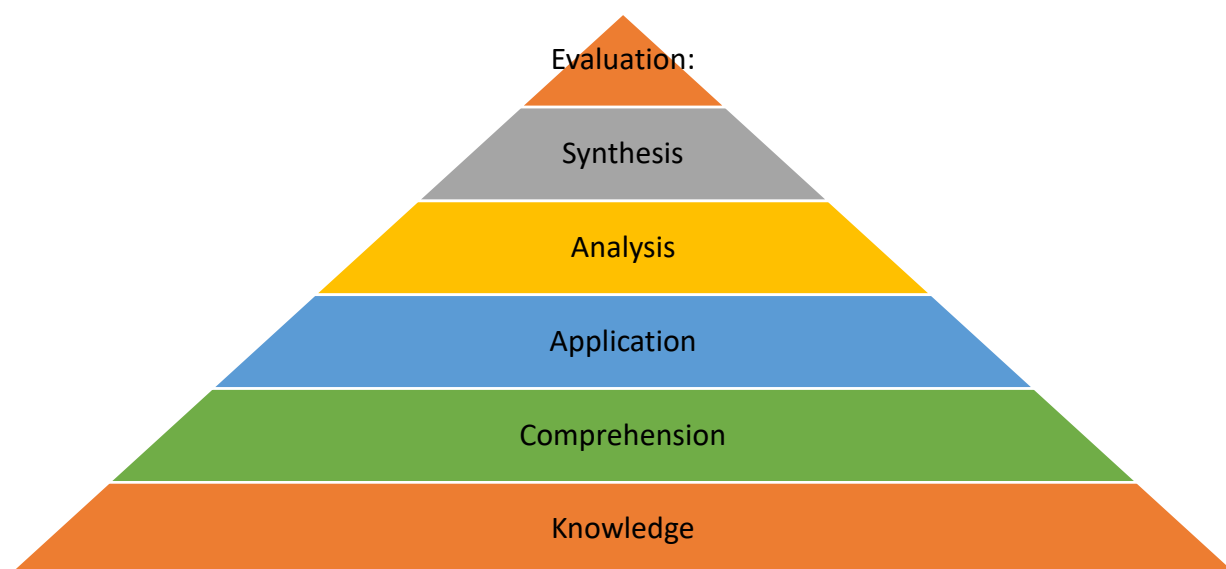 Evaluation:
Synthesis
Analysis
Application
Comprehension
Knowledge